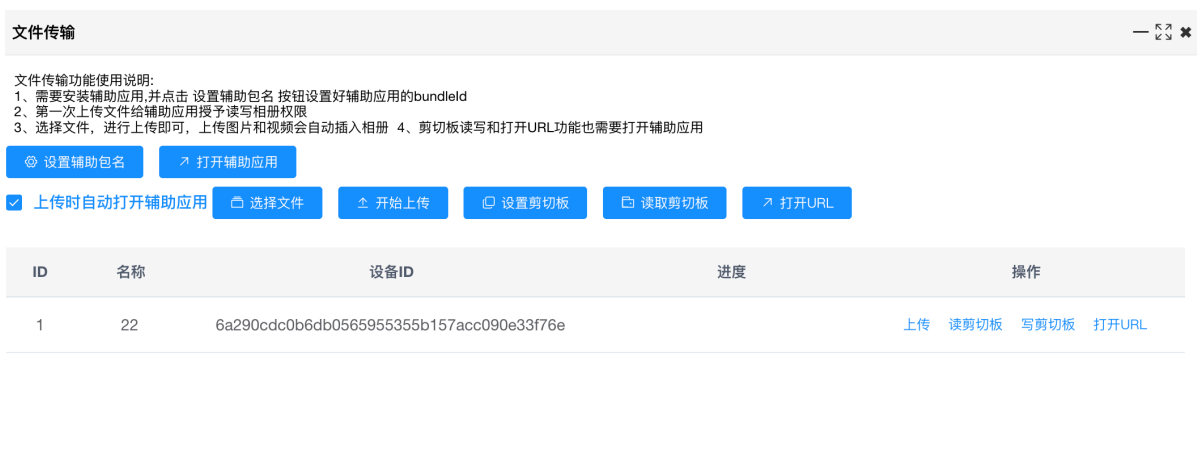 文件传输
文件传输功能使用说明:
1、需要安装辅助应用,并点击 设置辅助包名 按钮设置好辅助应用的bundleId
2、第一次上传文件给辅助应用授予读写相册权限
3、选择文件，进行上传即可，上传图片和视频会自动插入相册 4、剪切板读写和打开URL功能也需要打开辅助应用
设置辅助包名 打开辅助应用
上传时自动打开辅助应用 选择文件 开始上传 设置剪切板 读取剪切板 打开URL
ID 名称 设备ID 进度 操作
1 22 6a290cdc0b6db0565955355b157acc090e33f76e 上传 读剪切板 写剪切板 打开URL